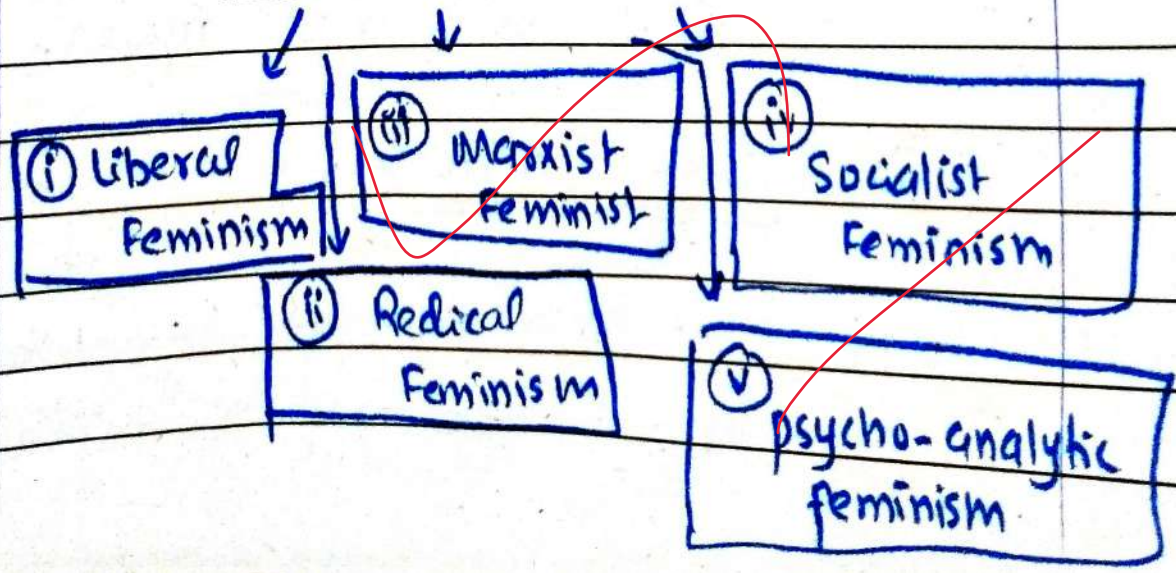 (i) Liberal
Feminism
(ii) Redical
Feminism
(iii) Marxist
Feminist
(iv) Socialist
Feminism
(v)
psycho-analytic
feminism